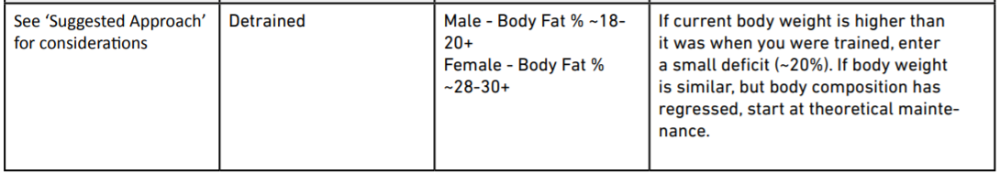 See ‘Suggested Approach’
for considerations
Detrained
Male - Body Fat % ~18-
20+
Female - Body Fat %
~28-30+
If current body weight is higher than
it was when you were trained, enter
a small deficit (~20%). If body weight
is similar, but body composition has
regressed, start at theoretical mainte-
nance.